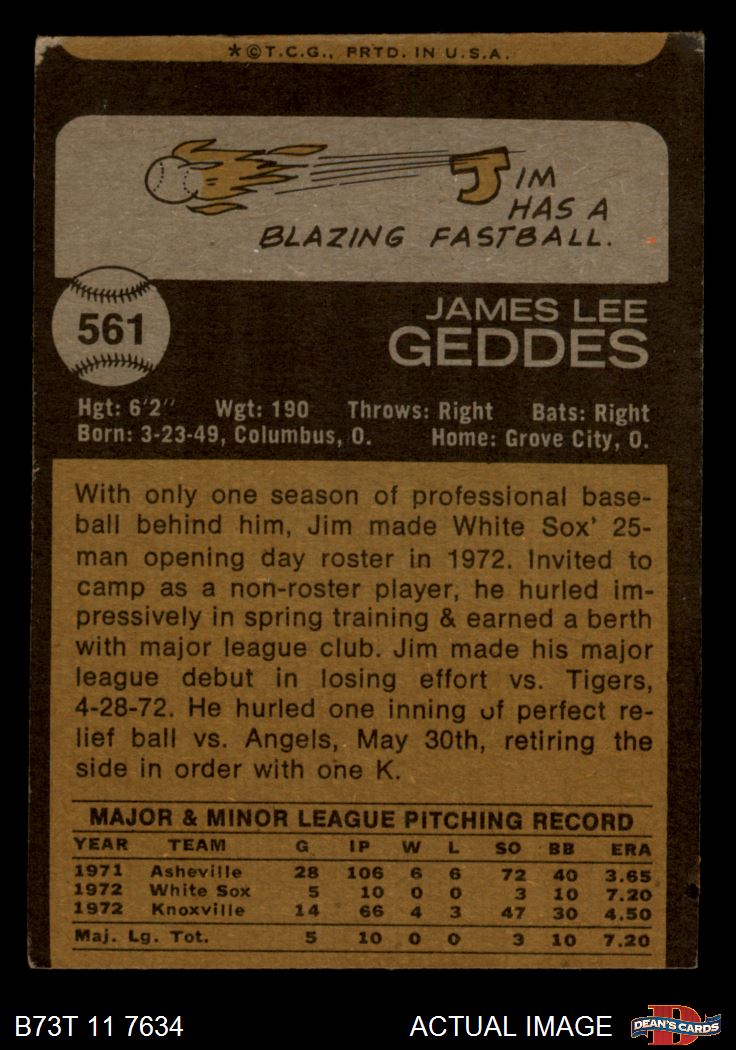 *©T.C.G., PRTD. IN U.S.A.
JIM
HAS A
BLAZING FASTBALL.
561
JAMES LEE
GEDDES
Hgt: 6'2'' Wgt: 190 Throws: Right Bats: Right
Born: 3-23-49, Columbus, O. Home: Grove City, O.
With only one season of professional base-
ball behind him, Jim made White Sox' 25-
man opening day roster in 1972. Invited to
camp as a non-roster player, he hurled im-
pressively in spring training & earned a berth
with major league club. Jim made his major
league debut in losing effort vs. Tigers,
4-28-72. He hurled one inning of perfect re-
lief ball vs. Angels, May 30th, retiring the
side in order with one K.
MAJOR & MINOR LEAGUE PITCHING RECORD
YEAR TEAM G IP W L SO BB ERA
1971 Asheville 28 106 6 6 72 40 3.65
1972 White Sox 5 10 0 0 3 10 7.20
1972 Knoxville 14 66 4 3 47 30 4.50
Maj. Lg. Tot. 5 10 0 0 3 10 7.20
B73T 11 7634 ACTUAL IMAGE D DEAN'S CARDS